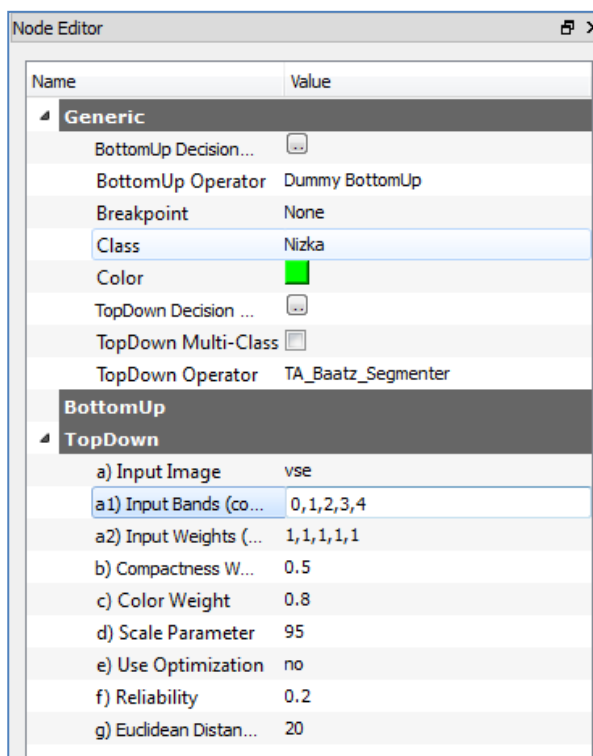 Node Editor
Name Value
Generic
BottomUp Decision...
BottomUp Operator Dummy BottomUp
Breakpoint None
Class Nizka
Color
TopDown Decision ...
TopDown Multi-Class
TopDown Operator TA_Baatz_Segmenter
BottomUp
TopDown
a) Input Image vse
a1) Input Bands (co... 0,1,2,3,4
a2) Input Weights (... 1,1,1,1,1
b) Compactness W... 0.5
c) Color Weight 0.8
d) Scale Parameter 95
e) Use Optimization no
f) Reliability 0.2
g) Euclidean Distan... 20